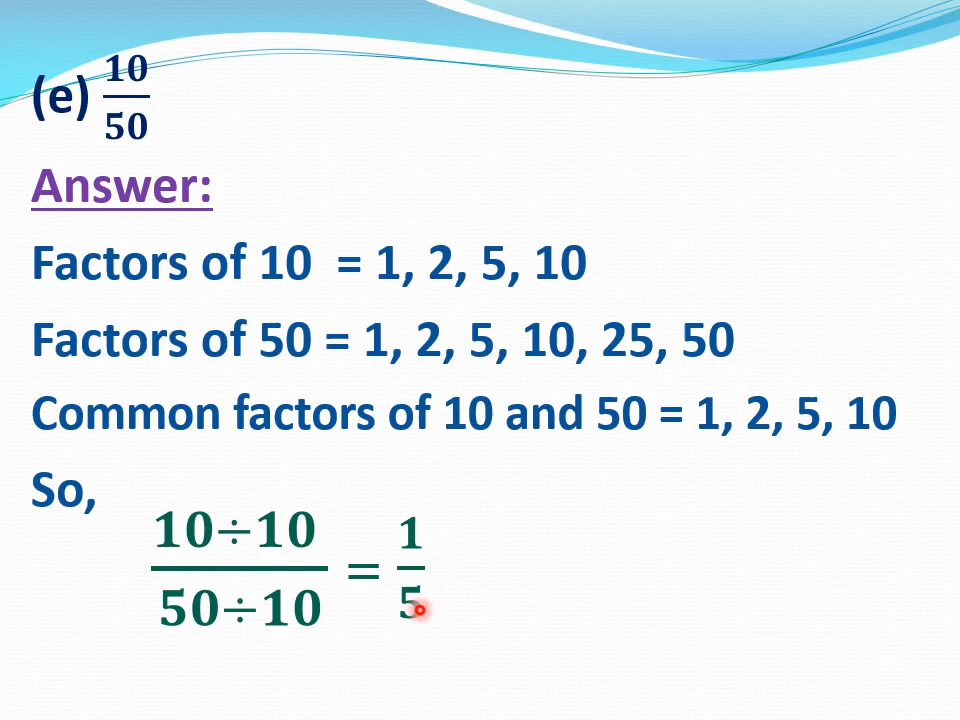 (e) 10/50
Answer:
Factors of 10 = 1, 2, 5, 10
Factors of 50 = 1, 2, 5, 10, 25, 50
Common factors of 10 and 50 = 1, 2, 5, 10
So,
10÷10/50÷10 = 1/5